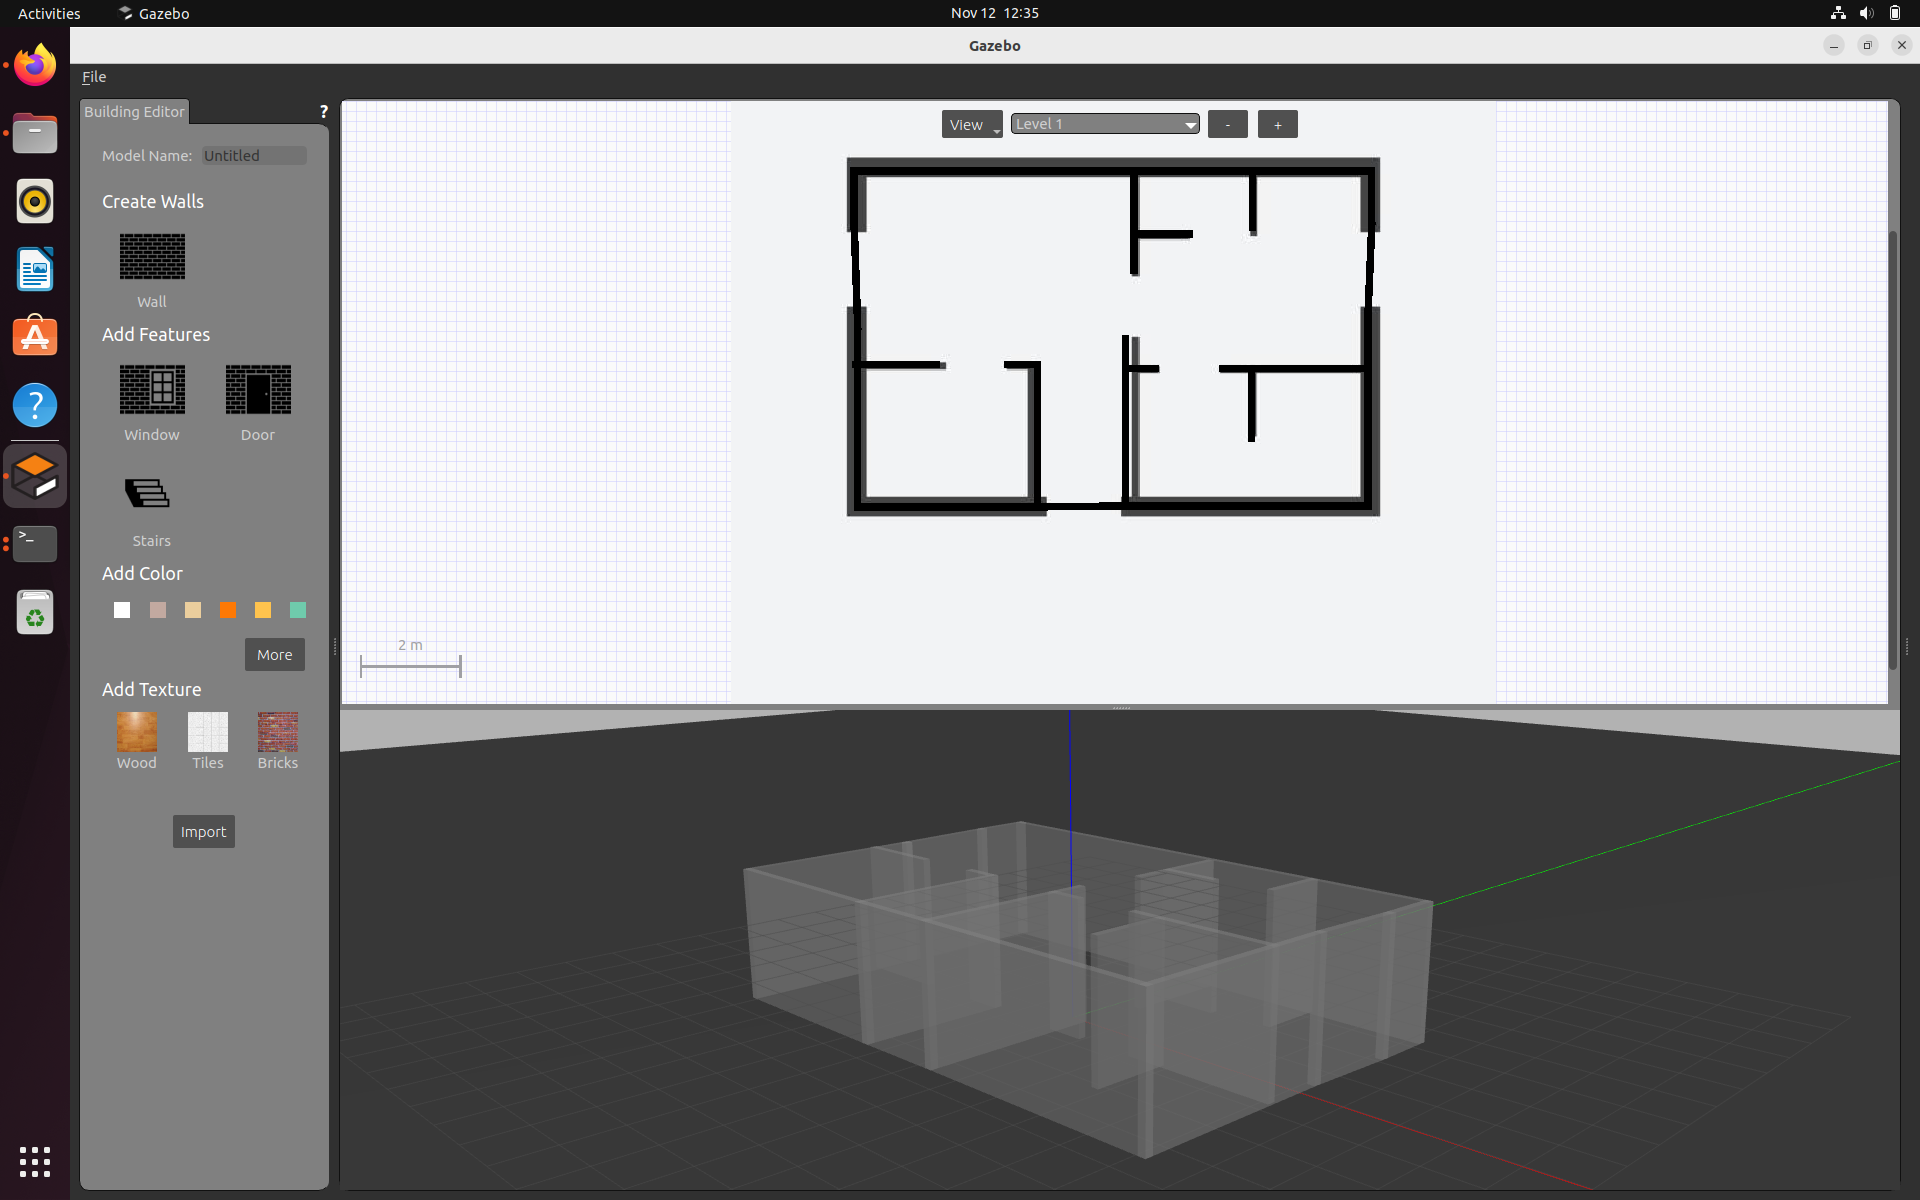 Activities
Gazebo
Nov 12 12:35
Gazebo
File
Building Editor
?
Model Name: Untitled
Create Walls
Wall
Add Features
Window
Door
Stairs
Add Color
More
Add Texture
Wood
Tiles
Bricks
Import
View
Level 1
-
+
2 m
?
>_